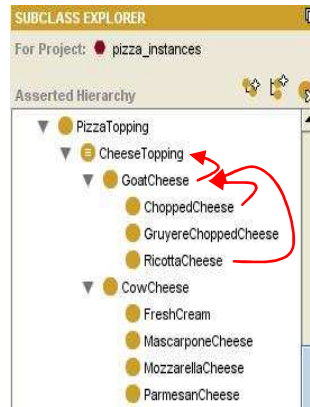 SUBCLASS EXPLORER
For Project: pizza_instances
Asserted Hierarchy
PizzaTopping
CheeseTopping
GoatCheese
ChoppedCheese
GruyereChoppedCheese
RicottaCheese
CowCheese
FreshCream
MascarponeCheese
MozzarellaCheese
ParmesanCheese